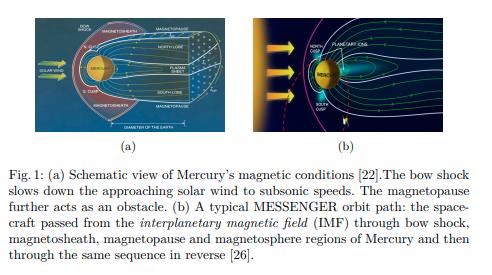 BOW
SHOCK
MAGNETOSHEATH
MAGNETOPAUSE
N. CUSP
NORTH LOBE
SOLAR WIND
MERCURY
PLASMA
SHEET
S. CUSP
SOUTH LOBE
MAGNETOSHEATH
MAGNETOPAUSE
DIAMETER OF THE EARTH
NORTH
CUSP
PLANETARY IONS
MERCURY
SOUTH
CUSP
(a)
(b)
Fig. 1: (a) Schematic view of Mercury's magnetic conditions [22].The bow shock
slows down the approaching solar wind to subsonic speeds. The magnetopause
further acts as an obstacle. (b) A typical MESSENGER orbit path: the space-
craft passed from the interplanetary magnetic field (IMF) through bow shock,
magnetosheath, magnetopause and magnetosphere regions of Mercury and then
through the same sequence in reverse [26].